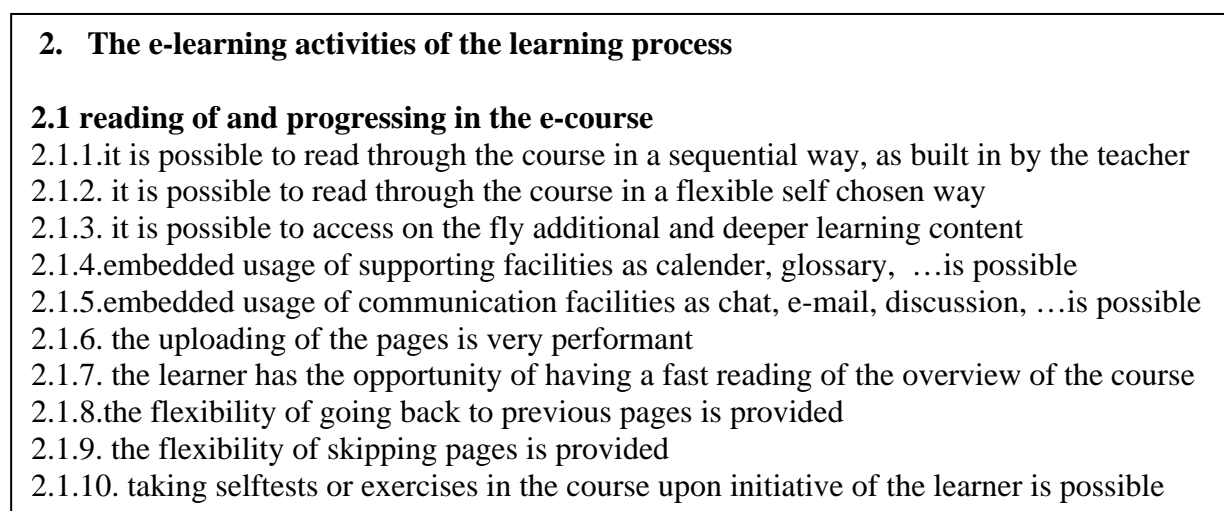 2. The e-learning activities of the learning process
2.1 reading of and progressing in the e-course
2.1.1.it is possible to read through the course in a sequential way, as built in by the teacher
2.1.2. it is possible to read through the course in a flexible self chosen way
2.1.3. it is possible to access on the fly additional and deeper learning content
2.1.4.embedded usage of supporting facilities as calender, glossary, …is possible
2.1.5.embedded usage of communication facilities as chat, e-mail, discussion, …is possible
2.1.6. the uploading of the pages is very performant
2.1.7. the learner has the opportunity of having a fast reading of the overview of the course
2.1.8.the flexibility of going back to previous pages is provided
2.1.9. the flexibility of skipping pages is provided
2.1.10. taking selftests or exercises in the course upon initiative of the learner is possible